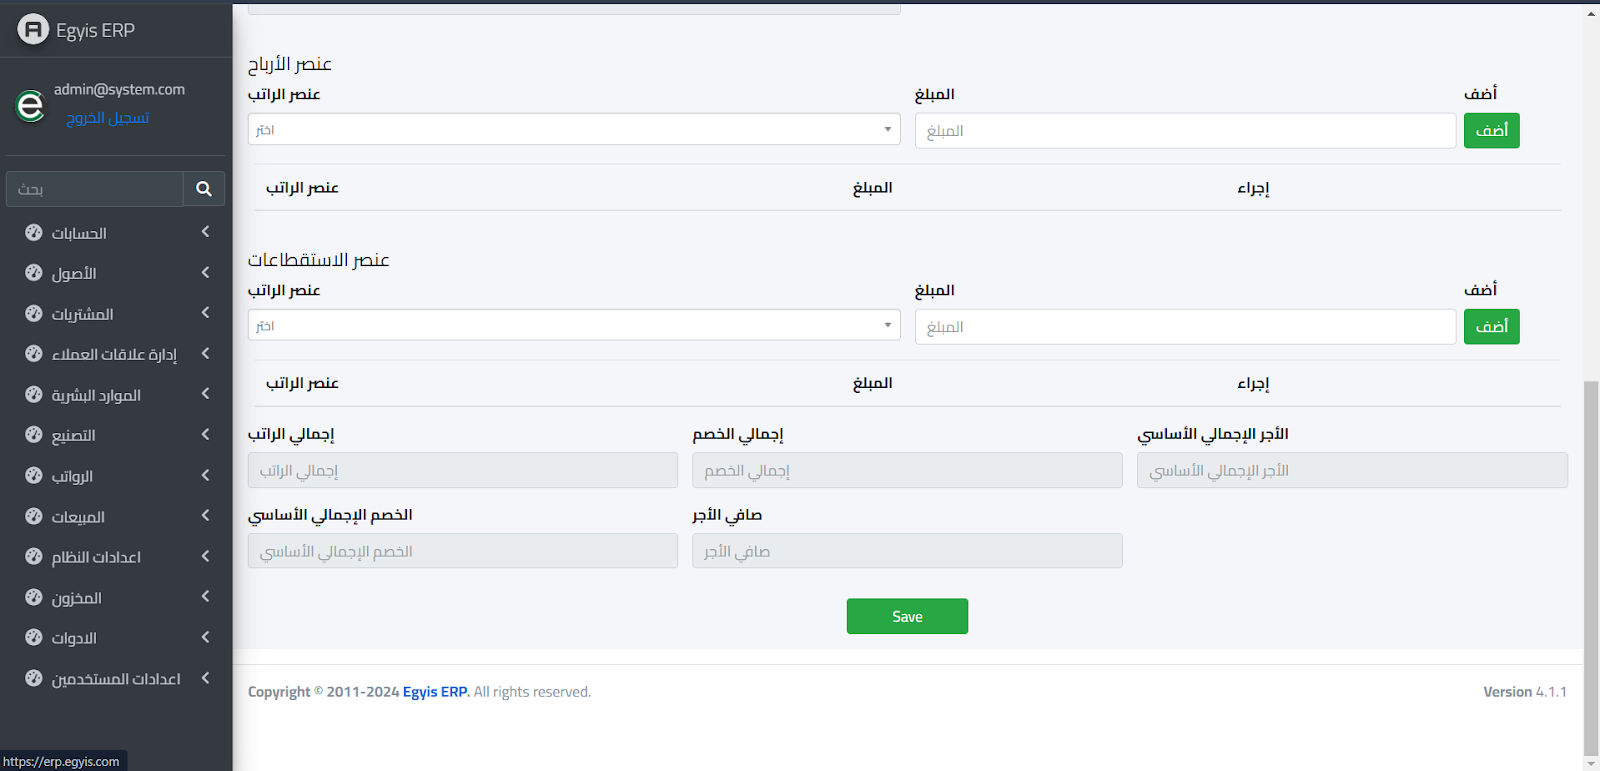 Egyis ERP
admin@system.com
تسجيل الخروج
بحث
الحسابات
الأصول
المشتريات
إدارة علاقات العملاء
الموارد البشرية
التصنيع
الرواتب
المبيعات
اعدادات النظام
المخزون
الادوات
اعدادات المستخدمين
https://erp.egyis.com
عنصر الأرباح
عنصر الراتب المبلغ أضف
اختر المبلغ أضف
عنصر الراتب المبلغ إجراء
عنصر الاستقطاعات
عنصر الراتب المبلغ أضف
اختر المبلغ أضف
عنصر الراتب المبلغ إجراء
إجمالي الراتب إجمالي الخصم الأجر الإجمالي الأساسي
إجمالي الراتب إجمالي الخصم الأجر الإجمالي الأساسي
الخصم الإجمالي الأساسي صافي الأجر
الخصم الإجمالي الأساسي صافي الأجر
Save
Copyright © 2011-2024 Egyis ERP. All rights reserved. Version 4.1.1